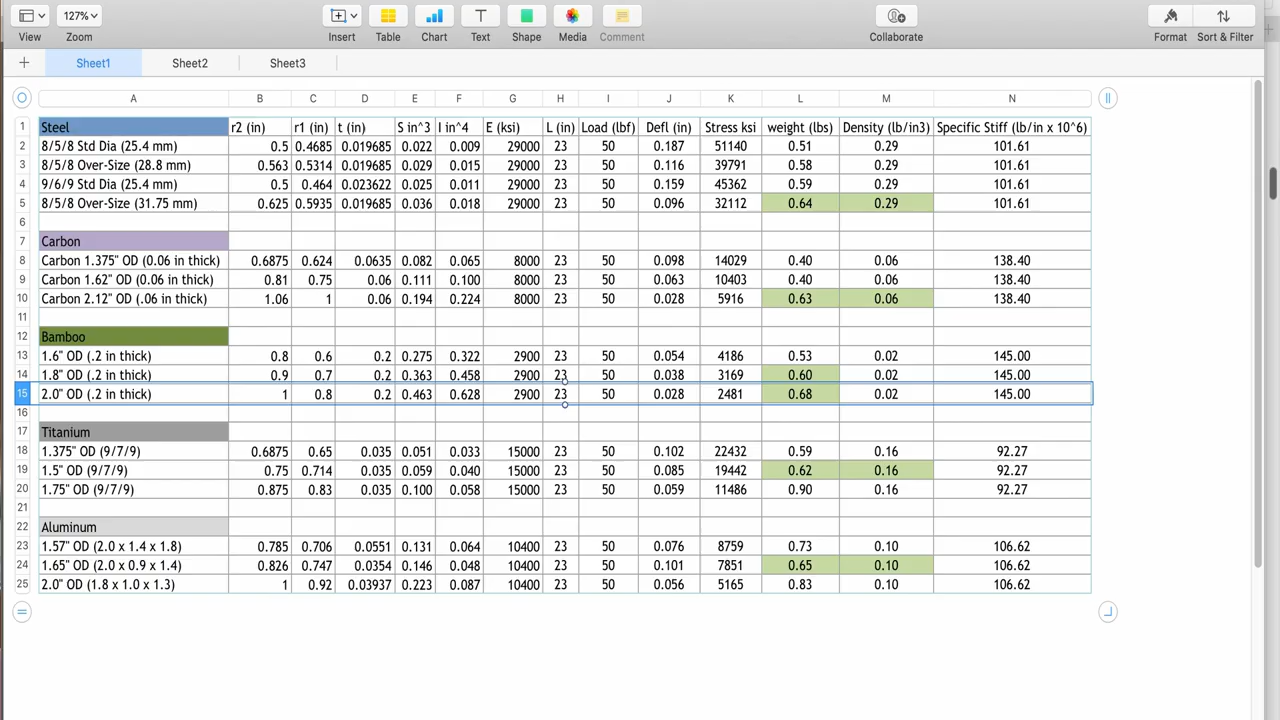 127%
View Zoom Insert Table Chart Text Shape Media Comment Collaborate Format Sort & Filter
Sheet1 Sheet2 Sheet3
A B C D E F G H I J K L M N
1 Steel r2 (in) r1 (in) t (in) S in^3 I in^4 E (ksi) L (in) Load (lbf) Defl (in) Stress ksi weight (lbs) Density (lb/in3) Specific Stiff (lb/in x 10^6)
2 8/5/8 Std Dia (25.4 mm) 0.5 0.4685 0.019685 0.022 0.009 29000 23 50 0.187 51140 0.51 0.29 101.61
3 8/5/8 Over-Size (28.8 mm) 0.563 0.5314 0.019685 0.029 0.015 29000 23 50 0.116 39791 0.58 0.29 101.61
4 9/6/9 Std Dia (25.4 mm) 0.5 0.464 0.023622 0.025 0.011 29000 23 50 0.159 45362 0.59 0.29 101.61
5 8/5/8 Over-Size (31.75 mm) 0.625 0.5935 0.019685 0.036 0.018 29000 23 50 0.096 32112 0.64 0.29 101.61
6
7 Carbon
8 Carbon 1.375" OD (0.06 in thick) 0.6875 0.624 0.0635 0.082 0.065 8000 23 50 0.098 14029 0.40 0.06 138.40
9 Carbon 1.62" OD (0.06 in thick) 0.81 0.75 0.06 0.111 0.100 8000 23 50 0.063 10403 0.40 0.06 138.40
10 Carbon 2.12" OD (.06 in thick) 1.06 1 0.06 0.194 0.224 8000 23 50 0.028 5916 0.63 0.06 138.40
11
12 Bamboo
13 1.6" OD (.2 in thick) 0.8 0.6 0.2 0.275 0.322 2900 23 50 0.054 4186 0.53 0.02 145.00
14 1.8" OD (.2 in thick) 0.9 0.7 0.2 0.363 0.458 2900 23 50 0.038 3169 0.60 0.02 145.00
15 2.0" OD (.2 in thick) 1 0.8 0.2 0.463 0.628 2900 23 50 0.028 2481 0.68 0.02 145.00
16
17 Titanium
18 1.375" OD (9/7/9) 0.6875 0.65 0.035 0.051 0.033 15000 23 50 0.102 22432 0.59 0.16 92.27
19 1.5" OD (9/7/9) 0.75 0.714 0.035 0.059 0.040 15000 23 50 0.085 19442 0.62 0.16 92.27
20 1.75" OD (9/7/9) 0.875 0.83 0.035 0.100 0.058 15000 23 50 0.059 11486 0.90 0.16 92.27
21
22 Aluminum
23 1.57" OD (2.0 x 1.4 x 1.8) 0.785 0.706 0.0551 0.131 0.064 10400 23 50 0.076 8759 0.73 0.10 106.62
24 1.65" OD (2.0 x 0.9 x 1.4) 0.826 0.747 0.0354 0.146 0.048 10400 23 50 0.101 7851 0.65 0.10 106.62
25 2.0" OD (1.8 x 1.0 x 1.3) 1 0.92 0.03937 0.223 0.087 10400 23 50 0.056 5165 0.83 0.10 106.62